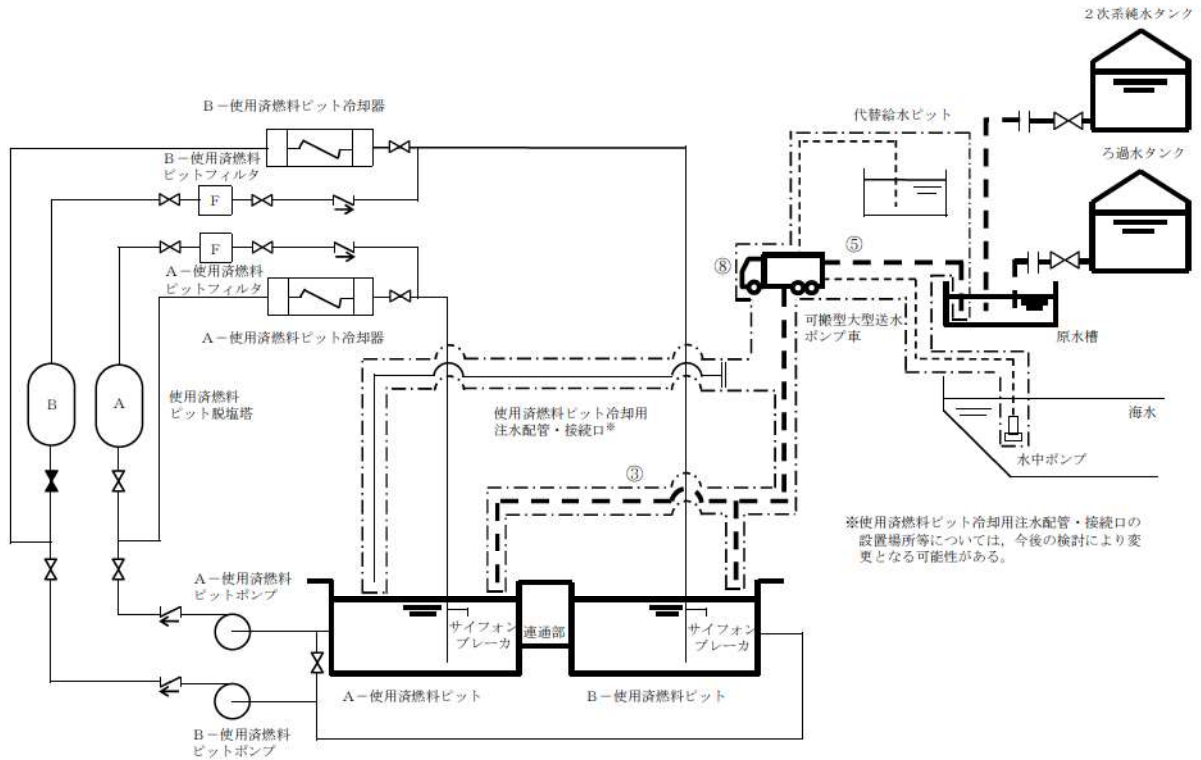 ２次系純水タンク
Ｂ－使用済燃料ピット冷却器
代替給水ピット
Ｂ－使用済燃料
ピットフィルタ
ろ過水タンク
F
F
⑤
⑧
Ａ－使用済燃料
ピットフィルタ
可搬型大型送水
ポンプ車
原水槽
Ａ－使用済燃料ピット冷却器
B
A
使用済燃料
ピット脱塩塔
使用済燃料ピット冷却用
注水配管・接続口※
海水
水中ポンプ
③
※使用済燃料ピット冷却用注水配管・接続口の
設置場所等については，今後の検討により変
更となる可能性がある。
Ａ－使用済燃料
ピットポンプ
サイフォン
ブレーカ
連通部
サイフォン
ブレーカ
Ａ－使用済燃料ピット
Ｂ－使用済燃料ピット
Ｂ－使用済燃料
ピットポンプ